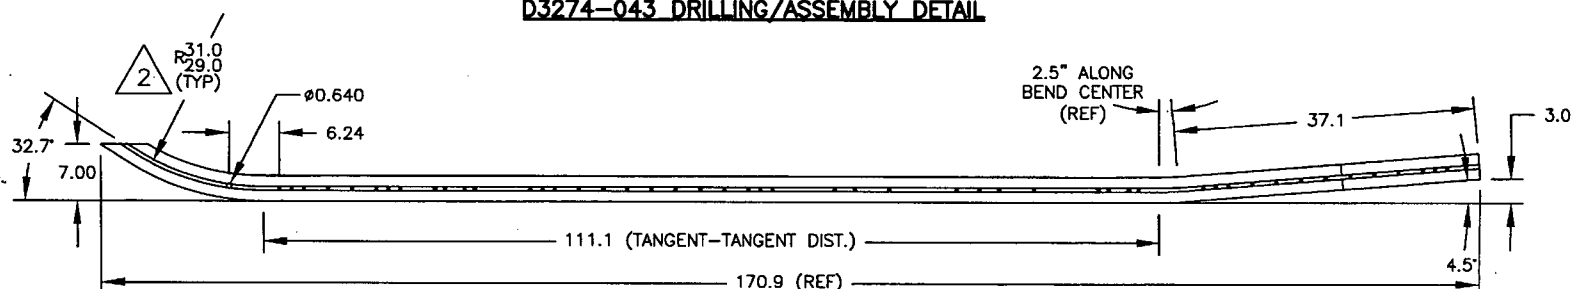 D3274-043 DRILLING/ASSEMBLY DETAIL
2
R31.0
29.0
(TYP)
ø0.640
6.24
32.7°
7.00
2.5" ALONG
BEND CENTER
(REF)
37.1
3.0
111.1 (TANGENT-TANGENT DIST.)
4.5°
170.9 (REF)